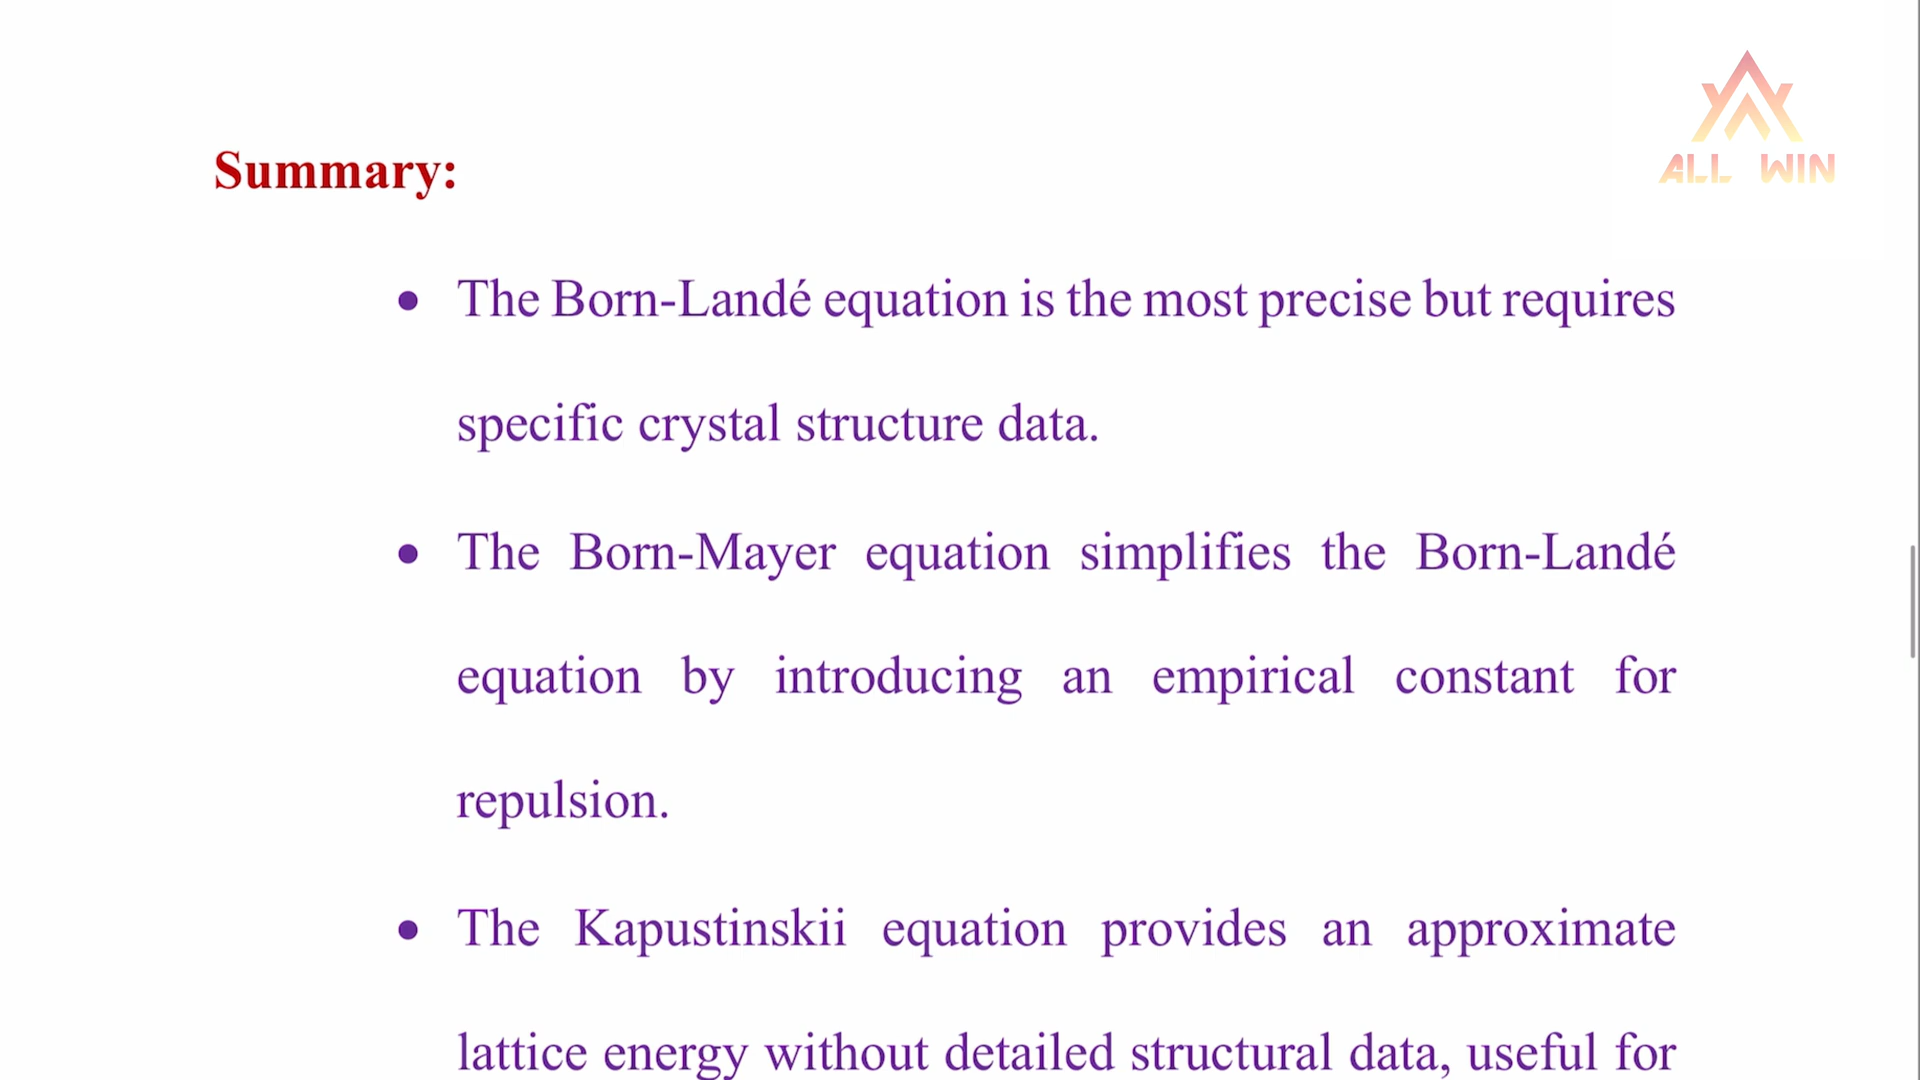 ALL WIN
Summary:
• The Born-Landé equation is the most precise but requires
specific crystal structure data.
• The Born-Mayer equation simplifies the Born-Landé
equation by introducing an empirical constant for
repulsion.
• The Kapustinskii equation provides an approximate
lattice energy without detailed structural data, useful for